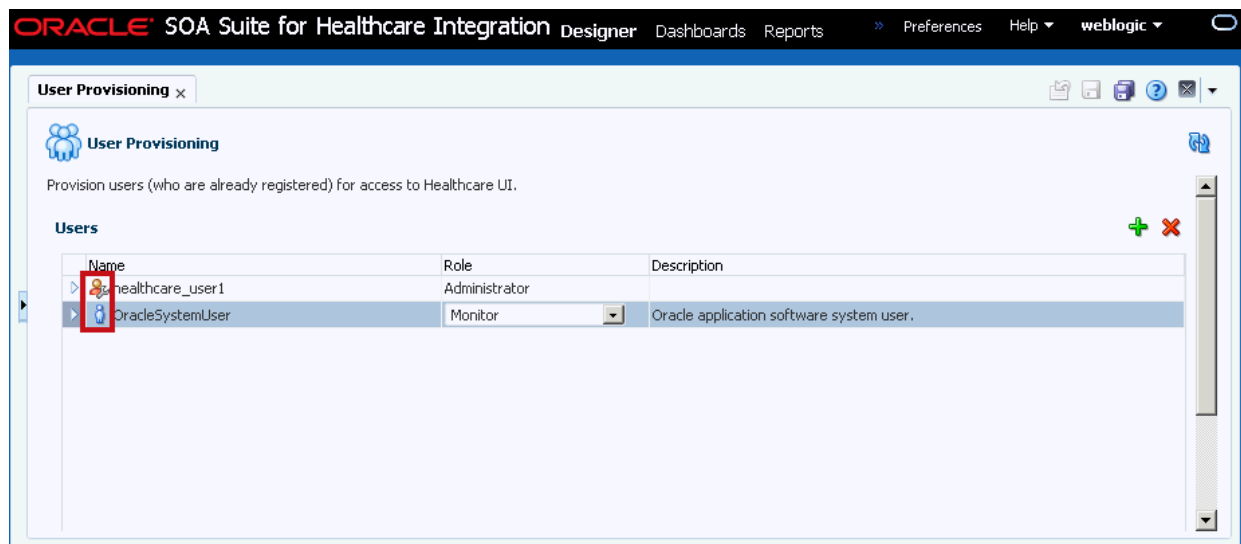 ORACLE SOA Suite for Healthcare Integration Designer Dashboards Reports » Preferences Help weblogic
User Provisioning x
User Provisioning
Provision users (who are already registered) for access to Healthcare UI.
Users
Name Role Description
healthcare_user1 Administrator
OracleSystemUser Monitor Oracle application software system user.